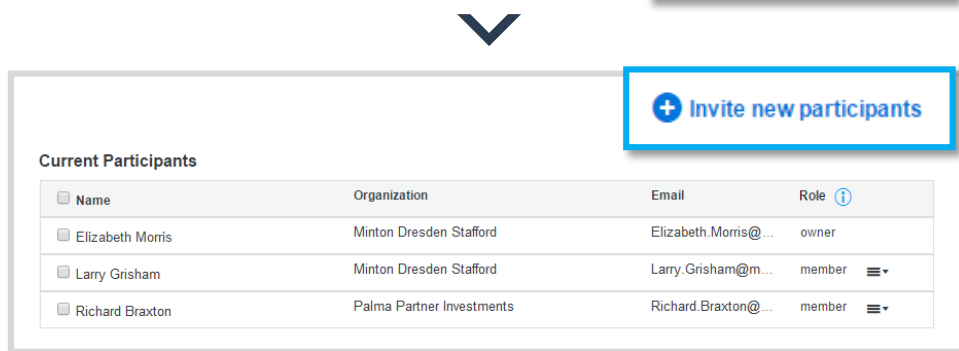 Invite new participants
Current Participants
Name Organization Email Role
Elizabeth Morris Minton Dresden Stafford Elizabeth.Morris@... owner
Larry Grisham Minton Dresden Stafford Larry.Grisham@m... member
Richard Braxton Palma Partner Investments Richard.Braxton@... member